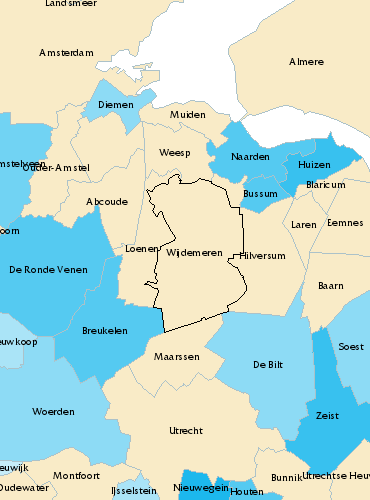 Landsmeer
Amsterdam
Almere
Diemen
Muiden
Weesp
Naarden
Huizen
mstelveen
Ouder-Amstel
Blaricum
Bussum
Abcoude
Laren
Eemnes
oorn
Loenen
Wijdemeren
Hilversum
De Ronde Venen
Baarn
Breukelen
euwkoop
Soest
Maarssen
De Bilt
Woerden
Zeist
Utrecht
euwijk
Montfoort
Bunnik
Utrechtse Heuv
Oudewater
IJsselstein
Nieuwegein
Houten